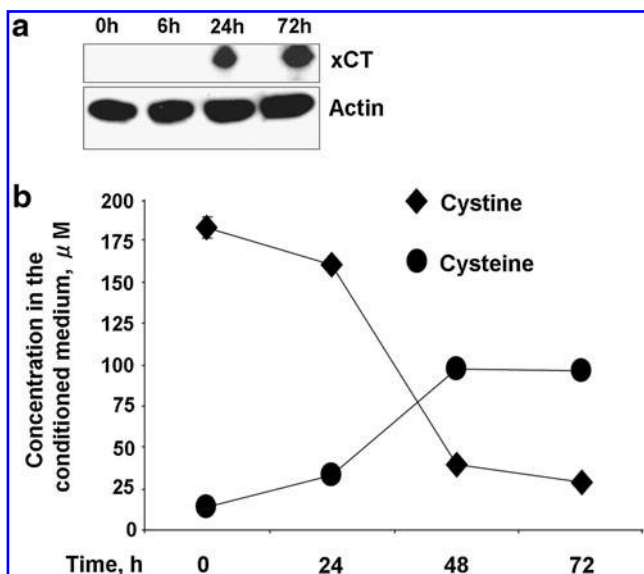 a
0h 6h 24h 72h
xCT
Actin
b
Concentration in the
conditioned medium, μM
200
175
150
125
100
75
50
25
0
Cystine
Cysteine
Time, h 0 24 48 72